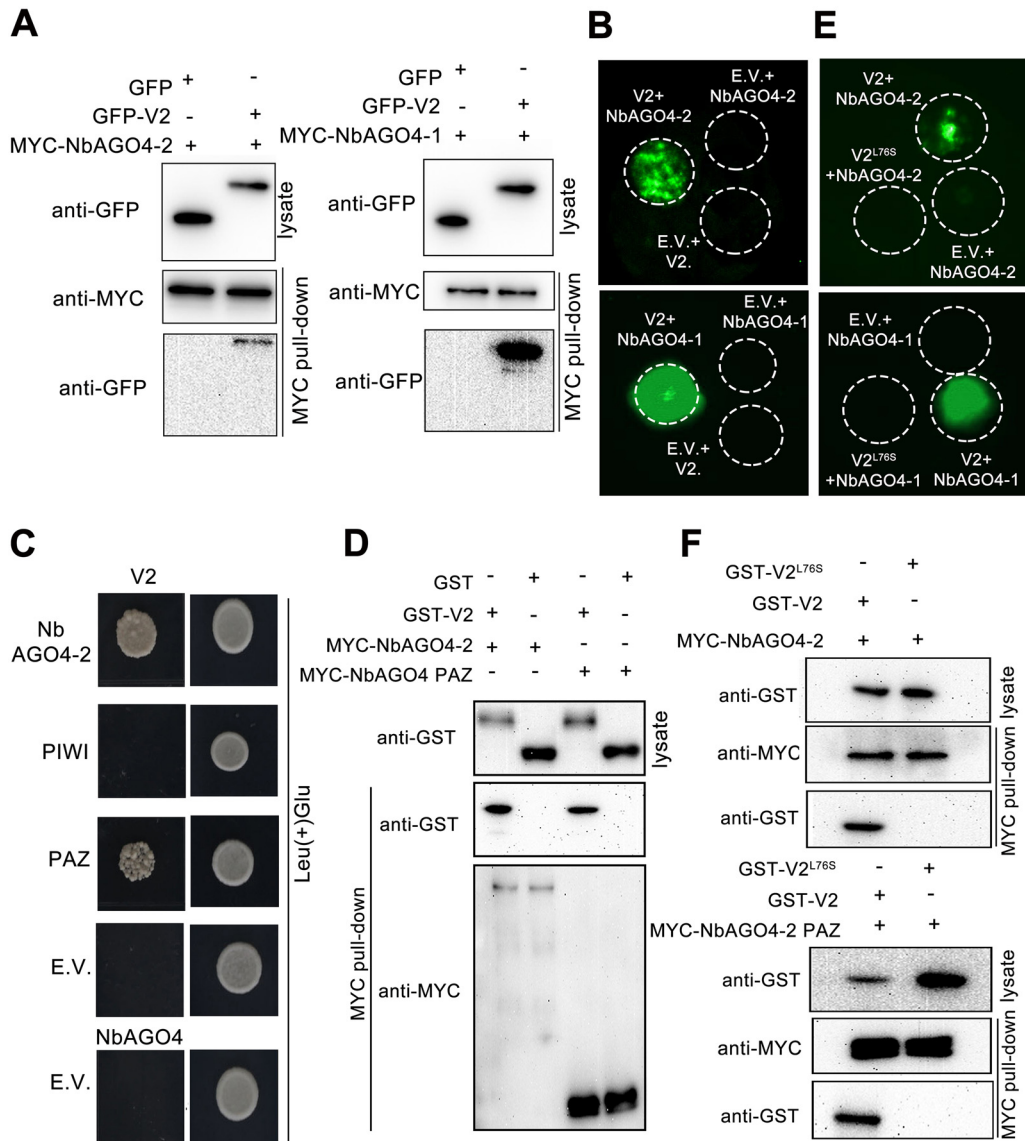 A
GFP + -
GFP-V2 - +
MYC-NbAGO4-2 + +
anti-GFP
lysate
anti-MYC
anti-GFP
MYC pull-down
GFP + -
GFP-V2 - +
MYC-NbAGO4-1 + +
anti-GFP
lysate
anti-MYC
anti-GFP
MYC pull-down
B
V2+
NbAGO4-2
E.V.+
NbAGO4-2
E.V.+
V2.
V2+
NbAGO4-1
E.V.+
NbAGO4-1
E.V.+
V2.
E
V2+
NbAGO4-2
V2L76S
+NbAGO4-2
E.V.+
NbAGO4-2
E.V.+
NbAGO4-1
V2L76S
+NbAGO4-1
V2+
NbAGO4-1
C
V2
Nb
AGO4-2
PIWI
PAZ
E.V.
NbAGO4
E.V.
Leu(+)Glu
D
GST - + - +
GST-V2 + - + -
MYC-NbAGO4-2 + + - -
MYC-NbAGO4 PAZ - - + +
anti-GST
lysate
anti-GST
anti-MYC
MYC pull-down
F
GST-V2L76S - +
GST-V2 + -
MYC-NbAGO4-2 + +
anti-GST
lysate
anti-MYC
anti-GST
MYC pull-down
GST-V2L76S - +
GST-V2 + -
MYC-NbAGO4-2 PAZ + +
anti-GST
lysate
anti-MYC
anti-GST
MYC pull-down